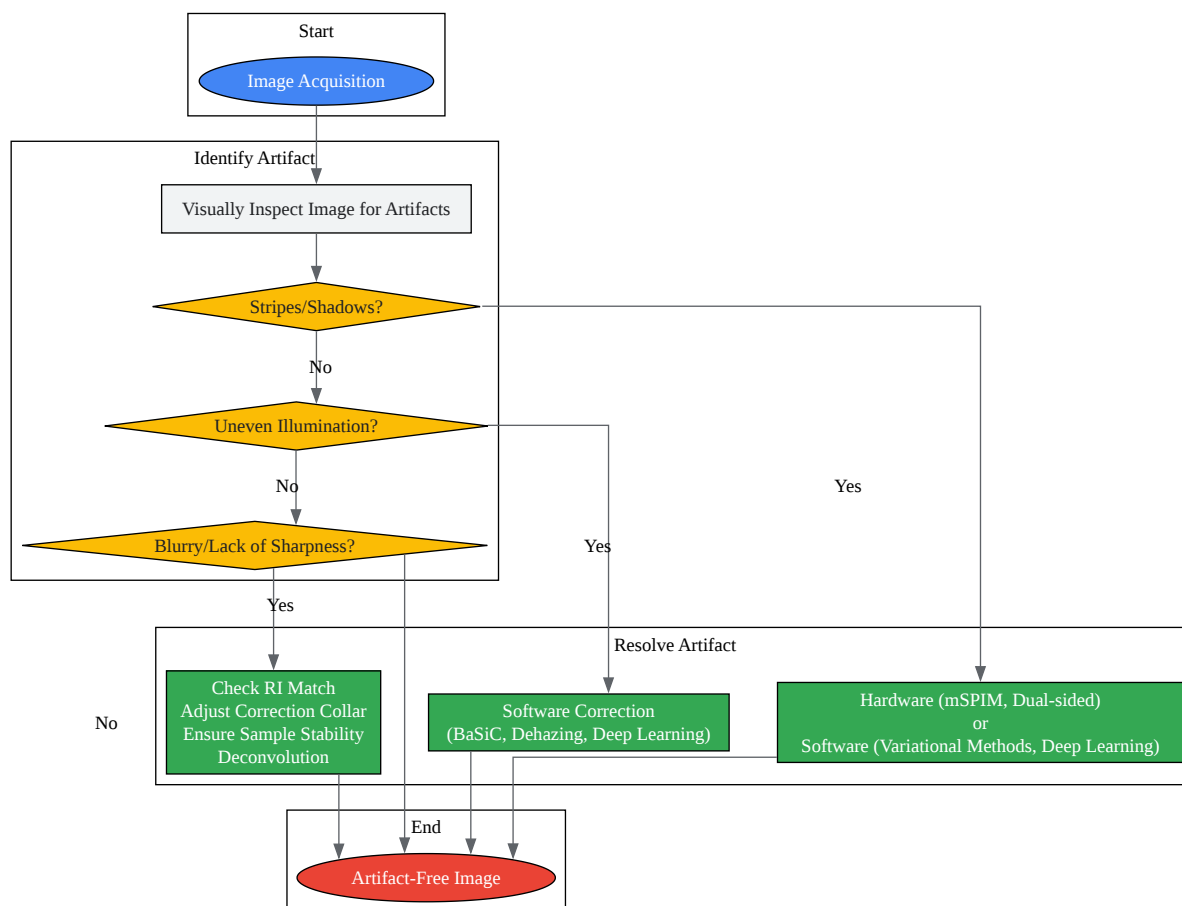 Start
Image Acquisition
Identify Artifact
Visually Inspect Image for Artifacts
Stripes/Shadows?
No
Uneven Illumination?
No
Yes
Blurry/Lack of Sharpness?
Yes
Yes
Resolve Artifact
Check RI Match
Adjust Correction Collar
Ensure Sample Stability
Deconvolution
Software Correction
(BaSiC, Dehazing, Deep Learning)
Hardware (mSPIM, Dual-sided)
or
Software (Variational Methods, Deep Learning)
No
End
Artifact-Free Image